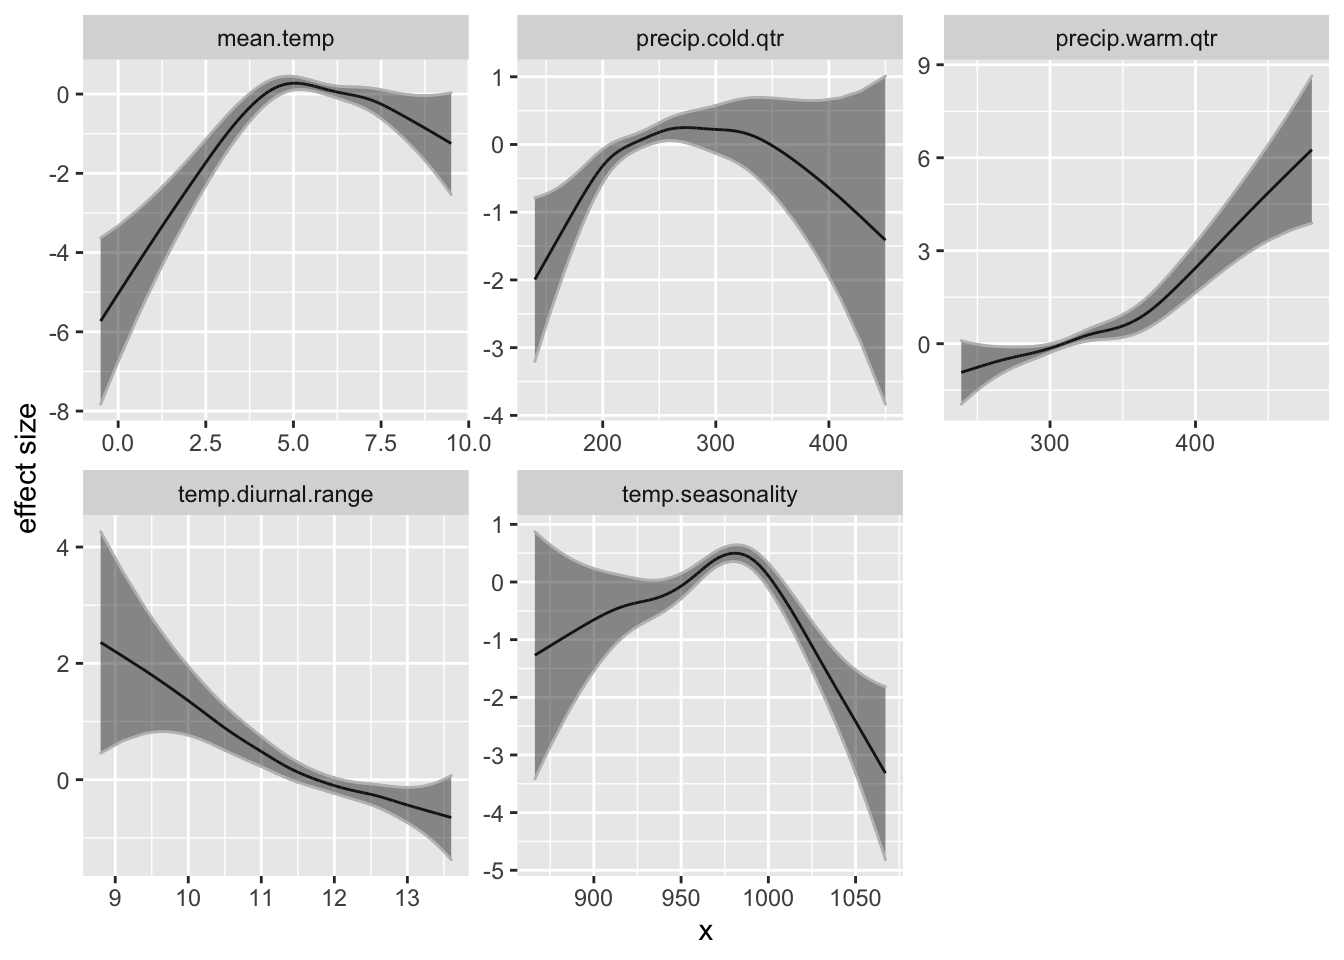 mean.temp
precip.cold.qtr
precip.warm.qtr
0
-2
-4
-6
-8
1
0
-1
-2
-3
-4
9
6
3
0
0.0 2.5 5.0 7.5 10.0
200 300 400
300 400
effect size
temp.diurnal.range
temp.seasonality
4
2
0
1
0
-1
-2
-3
-4
-5
9 10 11 12 13
900 950 1000 1050
x